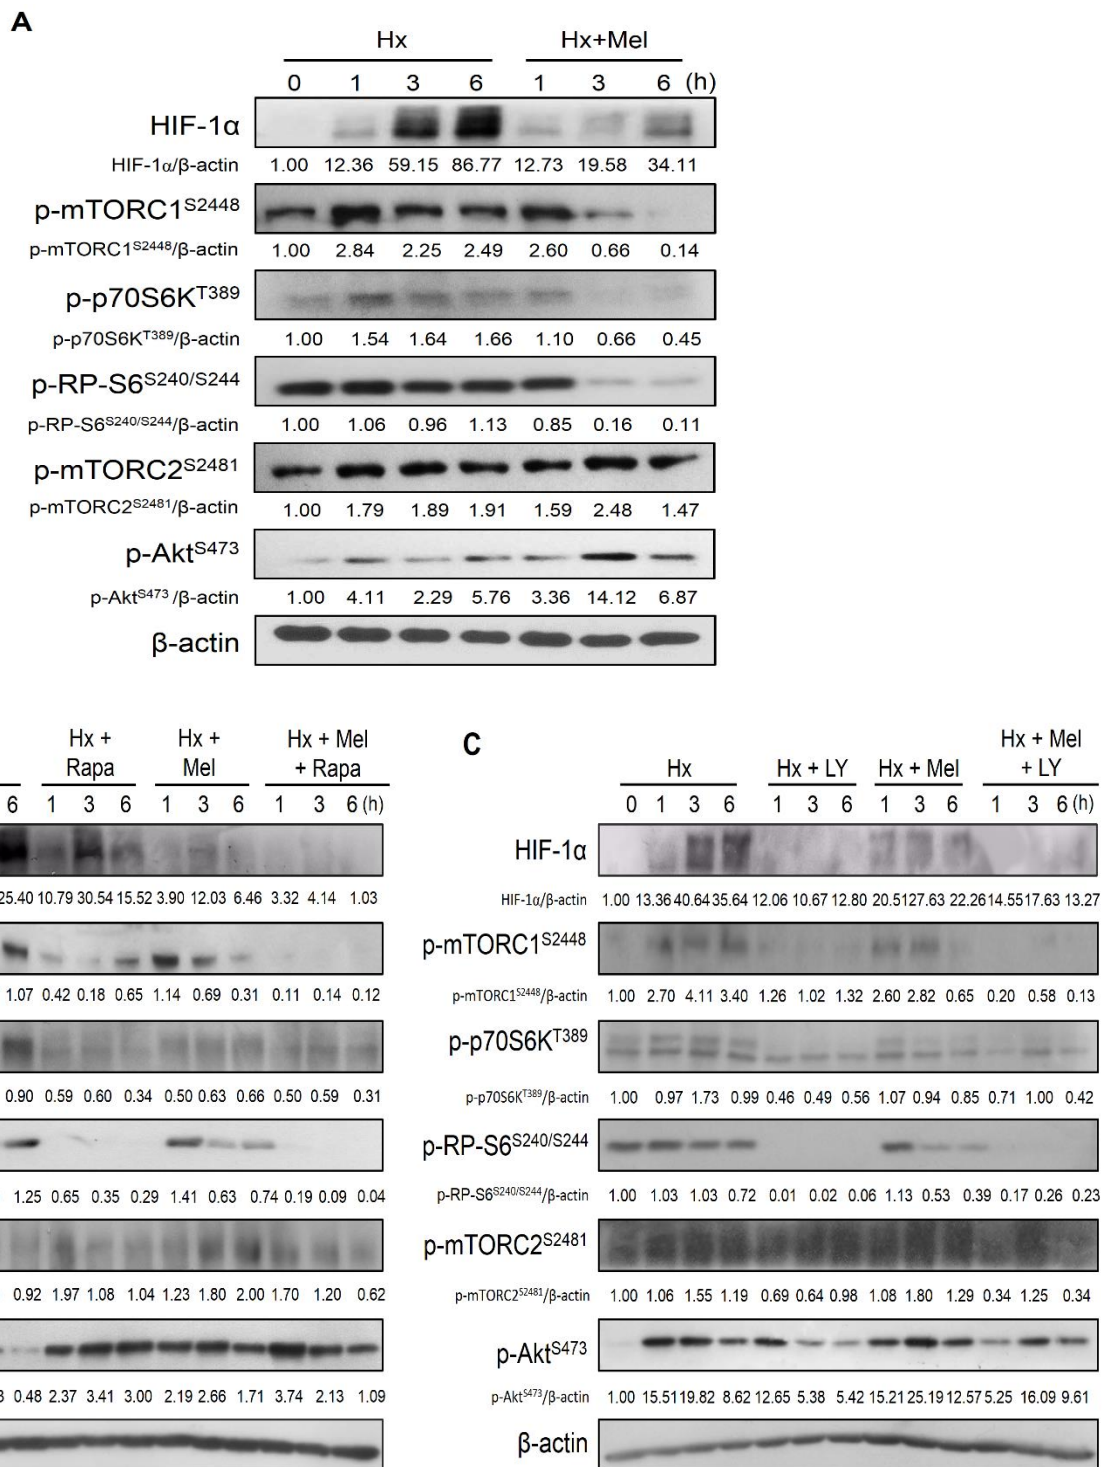 A
Hx Hx+Mel
0 1 3 6 1 3 6 (h)
HIF-1α
HIF-1α/β-actin 1.00 12.36 59.15 86.77 12.73 19.58 34.11
p-mTORC1S2448
p-mTORC1S2448/β-actin 1.00 2.84 2.25 2.49 2.60 0.66 0.14
p-p70S6KT389
p-p70S6KT389/β-actin 1.00 1.54 1.64 1.66 1.10 0.66 0.45
p-RP-S6S240/S244
p-RP-S6S240/S244/β-actin 1.00 1.06 0.96 1.13 0.85 0.16 0.11
p-mTORC2S2481
p-mTORC2S2481/β-actin 1.00 1.79 1.89 1.91 1.59 2.48 1.47
p-AktS473
p-AktS473/β-actin 1.00 4.11 2.29 5.76 3.36 14.12 6.87
β-actin
Hx + Hx + Hx + Mel
Rapa Mel + Rapa
6 1 3 6 1 3 6 1 3 6 (h)
25.40 10.79 30.54 15.52 3.90 12.03 6.46 3.32 4.14 1.03
1.07 0.42 0.18 0.65 1.14 0.69 0.31 0.11 0.14 0.12
0.90 0.59 0.60 0.34 0.50 0.63 0.66 0.50 0.59 0.31
1.25 0.65 0.35 0.29 1.41 0.63 0.74 0.19 0.09 0.04
0.92 1.97 1.08 1.04 1.23 1.80 2.00 1.70 1.20 0.62
0.48 2.37 3.41 3.00 2.19 2.66 1.71 3.74 2.13 1.09
C
Hx + Mel
Hx Hx + LY Hx + Mel + LY
0 1 3 6 1 3 6 1 3 6 1 3 6 (h)
HIF-1α
HIF-1α/β-actin 1.00 13.36 40.64 35.64 12.06 10.67 12.80 20.51 27.63 22.26 14.55 17.63 13.27
p-mTORC1S2448
p-mTORC1S2448/β-actin 1.00 2.70 4.11 3.40 1.26 1.02 1.32 2.60 2.82 0.65 0.20 0.58 0.13
p-p70S6KT389
p-p70S6KT389/β-actin 1.00 0.97 1.73 0.99 0.46 0.49 0.56 1.07 0.94 0.85 0.71 1.00 0.42
p-RP-S6S240/S244
p-RP-S6S240/S244/β-actin 1.00 1.03 1.03 0.72 0.01 0.02 0.06 1.13 0.53 0.39 0.17 0.26 0.23
p-mTORC2S2481
p-mTORC2S2481/β-actin 1.00 1.06 1.55 1.19 0.69 0.64 0.98 1.08 1.80 1.29 0.34 1.25 0.34
p-AktS473
p-AktS473/β-actin 1.00 15.51 19.82 8.62 12.65 5.38 5.42 15.21 25.19 12.57 5.25 16.09 9.61
β-actin